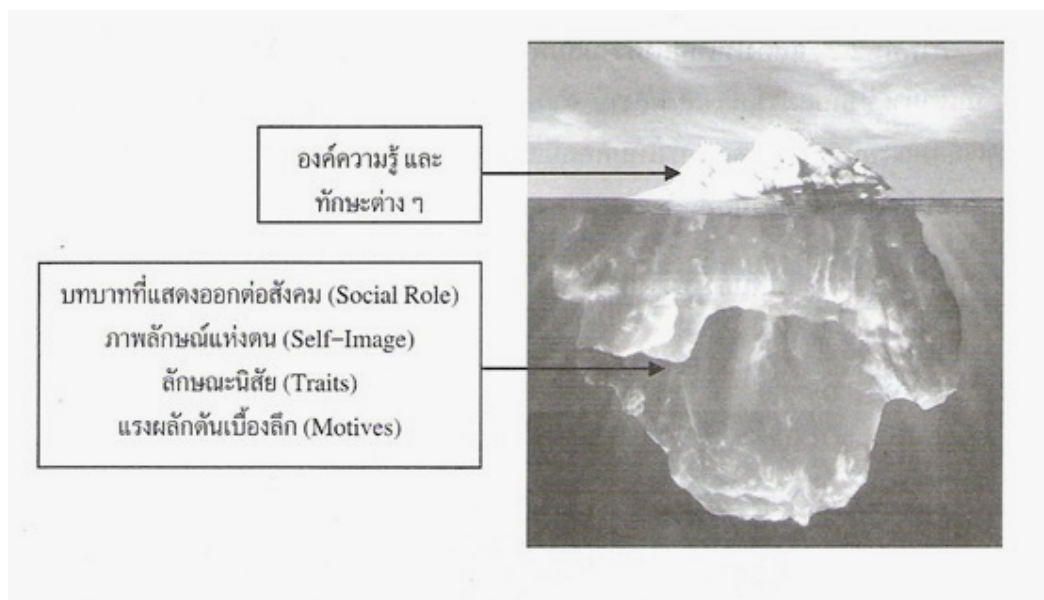 องค์ความรู้ และ
ทักษะต่าง ๆ
บทบาทที่แสดงออกต่อสังคม (Social Role)
ภาพลักษณ์แห่งตน (Self-Image)
ลักษณะนิสัย (Traits)
แรงผลักดันเบื้องลึก (Motives)